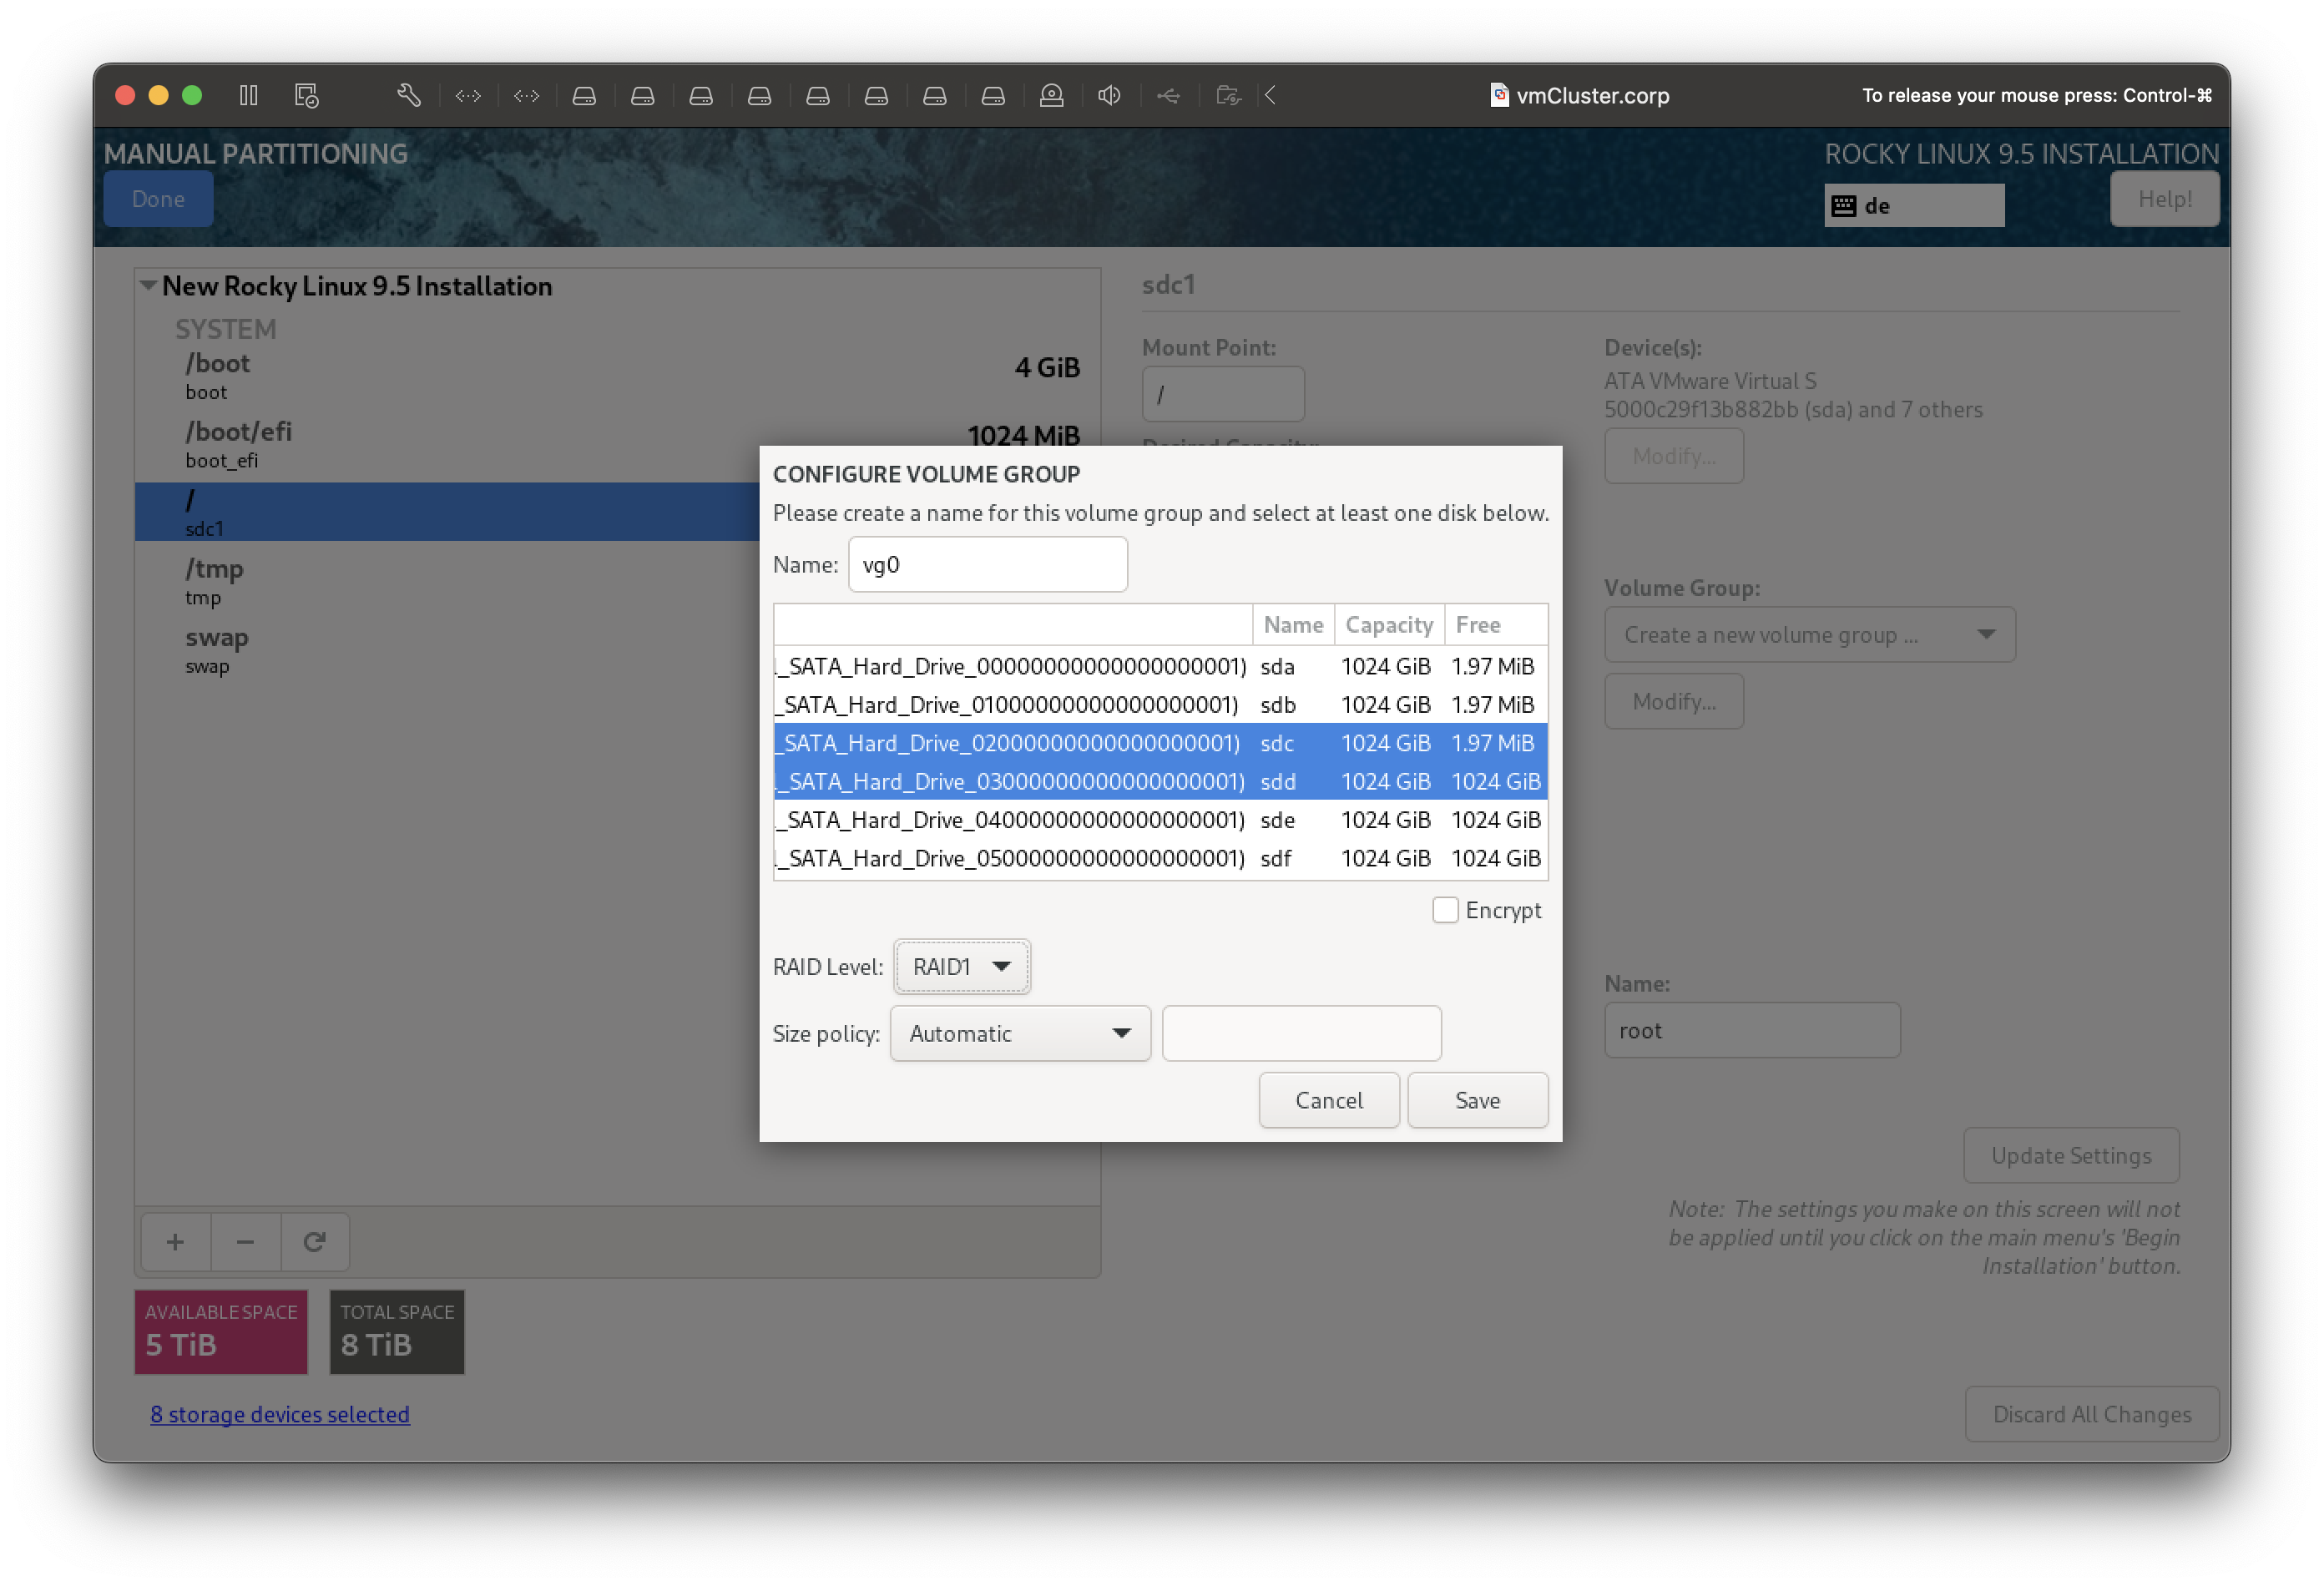 vmCluster.corp
To release your mouse press: Control-⌘
MANUAL PARTITIONING
ROCKY LINUX 9.5 INSTALLATION
Done
de
Help!
New Rocky Linux 9.5 Installation
SYSTEM
/boot
4 GiB
boot
/boot/efi
1024 MiB
boot_efi
/
sdc1
/tmp
tmp
swap
swap
+ −
AVAILABLE SPACE
5 TiB
TOTAL SPACE
8 TiB
8 storage devices selected
sdc1
Mount Point:
/
Desired Capacity:
Device(s):
ATA VMware Virtual S
5000c29f13b882bb (sda) and 7 others
Modify...
Volume Group:
Create a new volume group ...
Modify...
Name:
root
Update Settings
Note: The settings you make on this screen will not
be applied until you click on the main menu's 'Begin
Installation' button.
Discard All Changes
CONFIGURE VOLUME GROUP
Please create a name for this volume group and select at least one disk below.
Name: vg0
Name Capacity Free
_SATA_Hard_Drive_00000000000000000001) sda 1024 GiB 1.97 MiB
_SATA_Hard_Drive_01000000000000000001) sdb 1024 GiB 1.97 MiB
_SATA_Hard_Drive_02000000000000000001) sdc 1024 GiB 1.97 MiB
_SATA_Hard_Drive_03000000000000000001) sdd 1024 GiB 1024 GiB
_SATA_Hard_Drive_04000000000000000001) sde 1024 GiB 1024 GiB
_SATA_Hard_Drive_05000000000000000001) sdf 1024 GiB 1024 GiB
Encrypt
RAID Level: RAID1
Size policy: Automatic
Cancel
Save